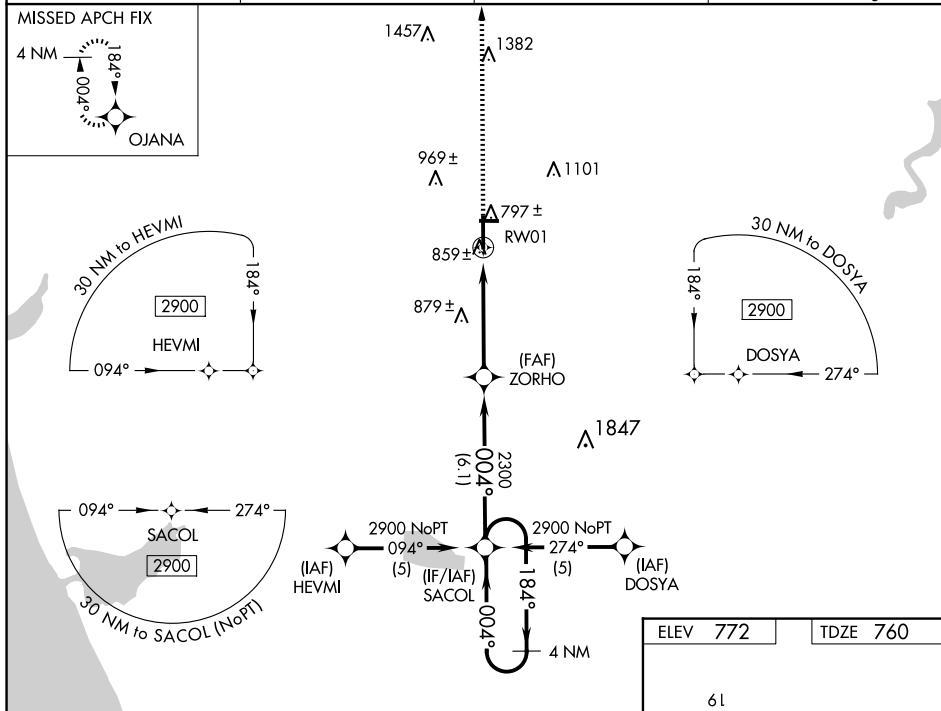 MISSED APCH FIX
4 NM
184°
004°
OJANA
1457
1382
969 ±
1101
797 ±
RW01
859 ±
879 ±
30 NM to HEVMI
184°
2900
HEVMI
094°
30 NM to DOSYA
184°
2900
DOSYA
274°
(FAF)
ZORHO
1847
2300
004°
(6.1)
094°
274°
SACOL
2900
30 NM to SACOL (NoPT)
2900 NoPT
094°
(5)
(IAF)
HEVMI
(IF/IAF)
SACOL
2900 NoPT
274°
(5)
(IAF)
DOSYA
004°
184°
4 NM
ELEV 772
TDZE 760